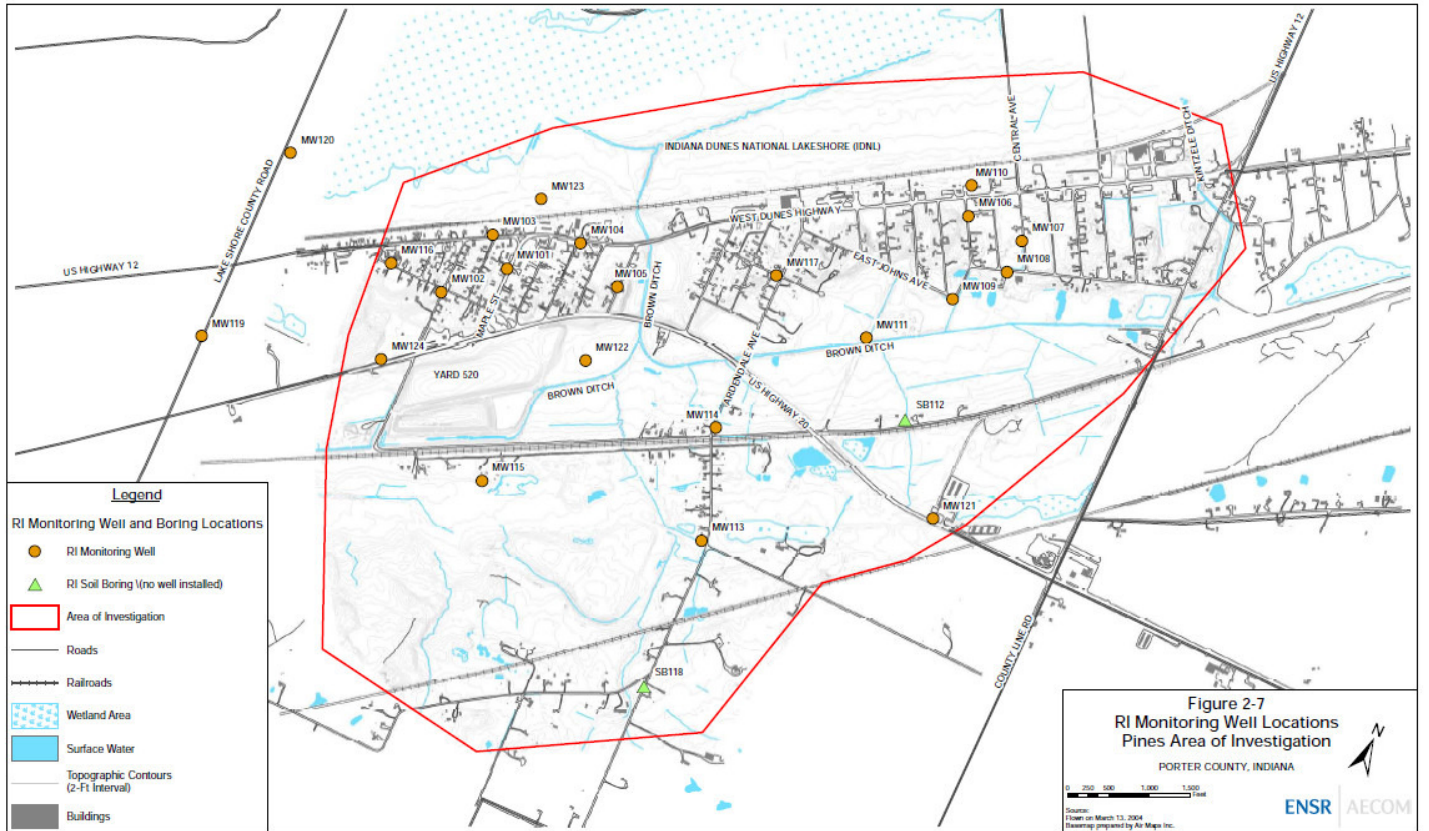 US HIGHWAY 12
CENTRAL AVE
KINTZELE DITCH
MW120
INDIANA DUNES NATIONAL LAKESHORE (IDNL)
LAKE SHORE COUNTY ROAD
MW123
MW110
MW103
MW104
WEST DUNES HIGHWAY
MW106
MW107
US HIGHWAY 12
MW116
MW101
MW102
MW105
MW117
EAST JOHNS AVE
MW108
MW109
MAPLE ST
BROWN DITCH
MW119
MW124
MW122
MW111
BROWN DITCH
YARD 520
BROWN DITCH
ARDENDALE AVE
US HIGHWAY 20
MW114
SB112
MW115
MW121
MW113
COUNTY LINE RD
SB118
Legend
RI Monitoring Well and Boring Locations
RI Monitoring Well
RI Soil Boring \(no well installed)
Area of Investigation
Roads
Railroads
Wetland Area
Surface Water
Topographic Contours
(2-Ft Interval)
Buildings
Figure 2-7
RI Monitoring Well Locations
Pines Area of Investigation
PORTER COUNTY, INDIANA
N
0 250 500 1,000 1,500
Feet
Source:
Flown on March 13, 2004
Basemap prepared by Air Maps Inc.
ENSR AECOM